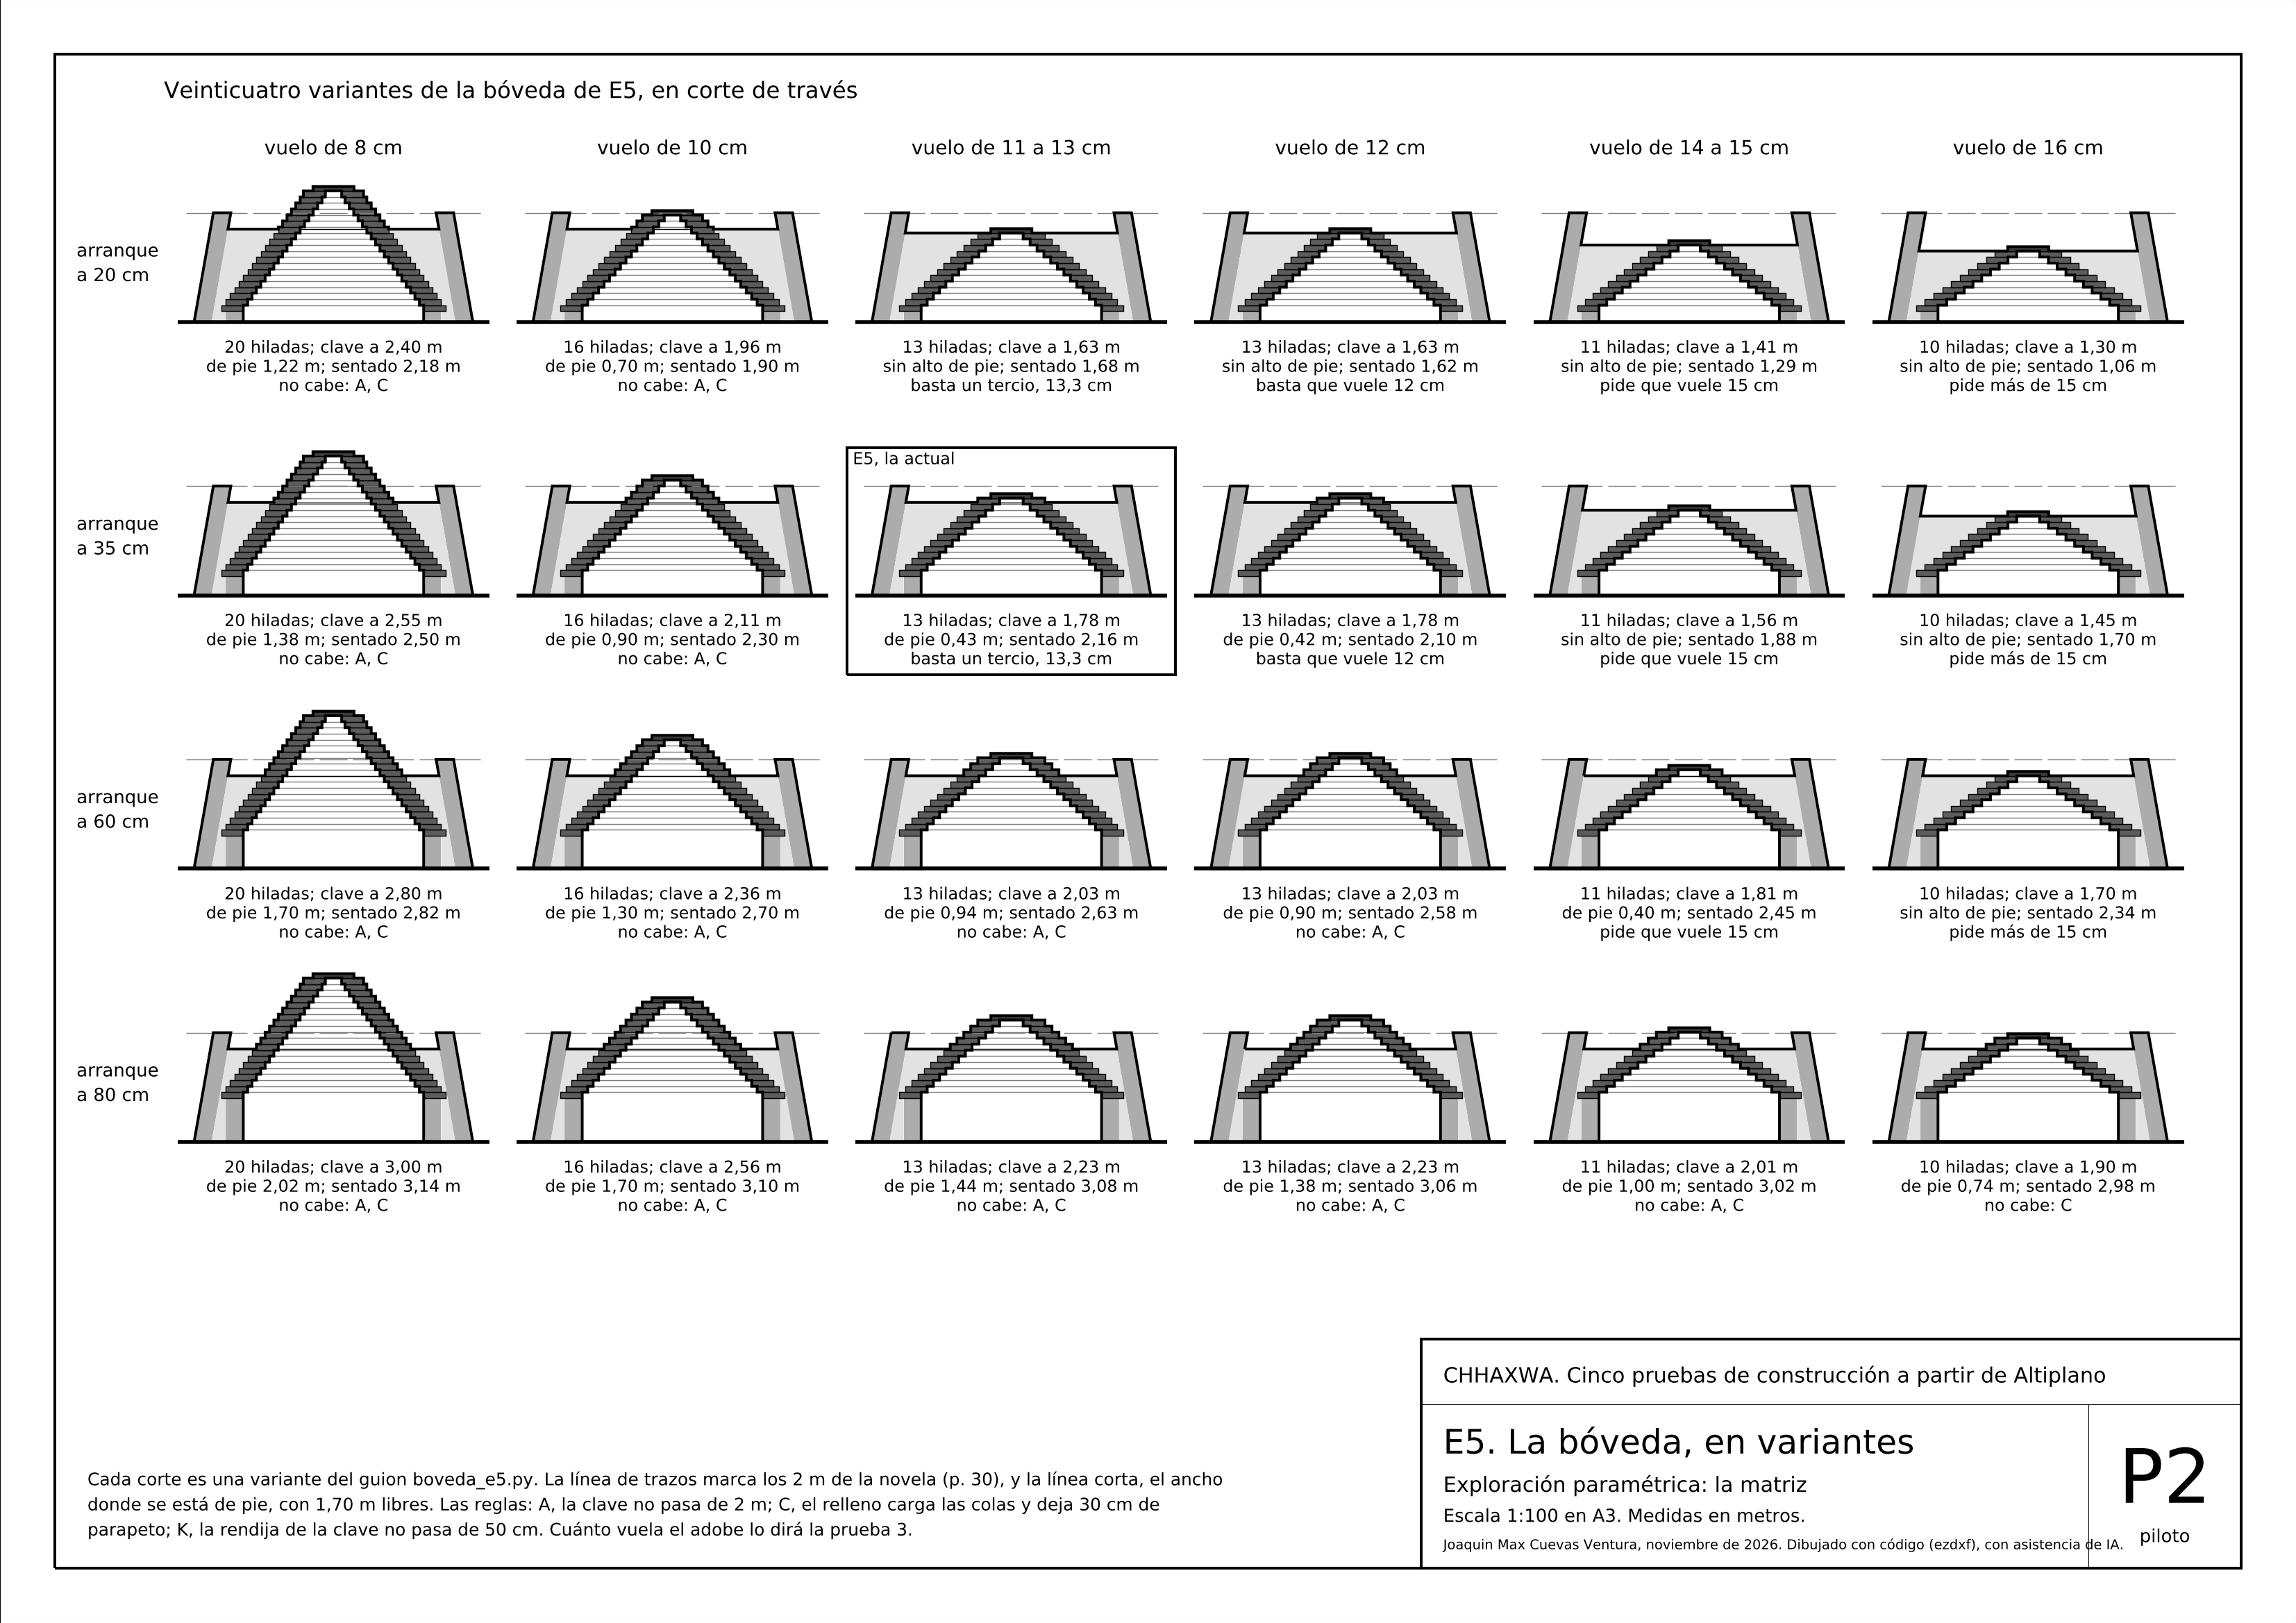 Veinticuatro variantes de la bóveda de E5, en corte de través
vuelo de 8 cm
vuelo de 10 cm
vuelo de 11 a 13 cm
vuelo de 12 cm
vuelo de 14 a 15 cm
vuelo de 16 cm
arranque
a 20 cm
20 hiladas; clave a 2,40 m
de pie 1,22 m; sentado 2,18 m
no cabe: A, C
16 hiladas; clave a 1,96 m
de pie 0,70 m; sentado 1,90 m
no cabe: A, C
13 hiladas; clave a 1,63 m
sin alto de pie; sentado 1,68 m
basta un tercio, 13,3 cm
13 hiladas; clave a 1,63 m
sin alto de pie; sentado 1,62 m
basta que vuele 12 cm
11 hiladas; clave a 1,41 m
sin alto de pie; sentado 1,29 m
pide que vuele 15 cm
10 hiladas; clave a 1,30 m
sin alto de pie; sentado 1,06 m
pide más de 15 cm
arranque
a 35 cm
20 hiladas; clave a 2,55 m
de pie 1,38 m; sentado 2,50 m
no cabe: A, C
16 hiladas; clave a 2,11 m
de pie 0,90 m; sentado 2,30 m
no cabe: A, C
E5, la actual
13 hiladas; clave a 1,78 m
de pie 0,43 m; sentado 2,16 m
basta un tercio, 13,3 cm
13 hiladas; clave a 1,78 m
de pie 0,42 m; sentado 2,10 m
basta que vuele 12 cm
11 hiladas; clave a 1,56 m
sin alto de pie; sentado 1,88 m
pide que vuele 15 cm
10 hiladas; clave a 1,45 m
sin alto de pie; sentado 1,70 m
pide más de 15 cm
arranque
a 60 cm
20 hiladas; clave a 2,80 m
de pie 1,70 m; sentado 2,82 m
no cabe: A, C
16 hiladas; clave a 2,36 m
de pie 1,30 m; sentado 2,70 m
no cabe: A, C
13 hiladas; clave a 2,03 m
de pie 0,94 m; sentado 2,63 m
no cabe: A, C
13 hiladas; clave a 2,03 m
de pie 0,90 m; sentado 2,58 m
no cabe: A, C
11 hiladas; clave a 1,81 m
de pie 0,40 m; sentado 2,45 m
pide que vuele 15 cm
10 hiladas; clave a 1,70 m
sin alto de pie; sentado 2,34 m
pide más de 15 cm
arranque
a 80 cm
20 hiladas; clave a 3,00 m
de pie 2,02 m; sentado 3,14 m
no cabe: A, C
16 hiladas; clave a 2,56 m
de pie 1,70 m; sentado 3,10 m
no cabe: A, C
13 hiladas; clave a 2,23 m
de pie 1,44 m; sentado 3,08 m
no cabe: A, C
13 hiladas; clave a 2,23 m
de pie 1,38 m; sentado 3,06 m
no cabe: A, C
11 hiladas; clave a 2,01 m
de pie 1,00 m; sentado 3,02 m
no cabe: A, C
10 hiladas; clave a 1,90 m
de pie 0,74 m; sentado 2,98 m
no cabe: C
Cada corte es una variante del guion boveda_e5.py. La línea de trazos marca los 2 m de la novela (p. 30), y la línea corta, el ancho
donde se está de pie, con 1,70 m libres. Las reglas: A, la clave no pasa de 2 m; C, el relleno carga las colas y deja 30 cm de
parapeto; K, la rendija de la clave no pasa de 50 cm. Cuánto vuela el adobe lo dirá la prueba 3.
CHHAXWA. Cinco pruebas de construcción a partir de Altiplano
E5. La bóveda, en variantes
Exploración paramétrica: la matriz
Escala 1:100 en A3. Medidas en metros.
Joaquin Max Cuevas Ventura, noviembre de 2026. Dibujado con código (ezdxf), con asistencia de IA.
P2
piloto